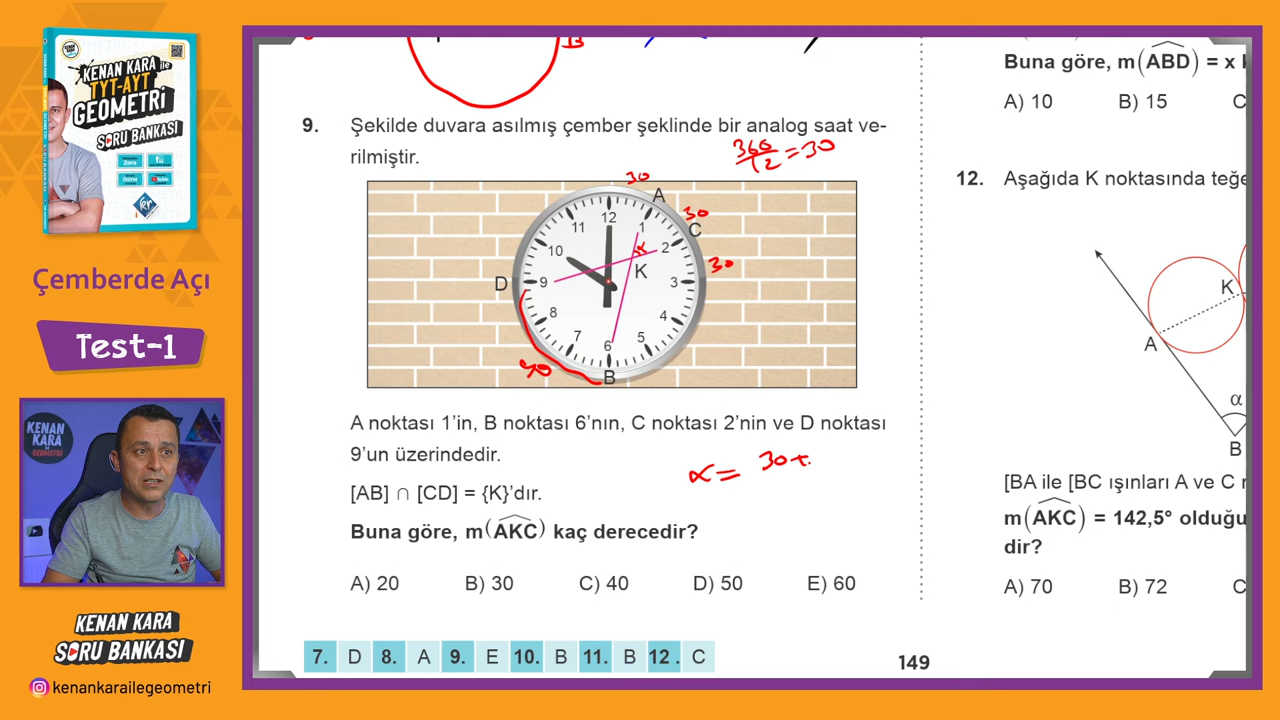 KENAN KARA ile
TYT-AYT
GEOMETRİ
SORU BANKASI
kr
Çemberde Açı
Test-1
KENAN KARA
ile
GEOMETRİ
KENAN KARA
SORU BANKASI
kenankarailegeometri
B
9. Şekilde duvara asılmış çember şeklinde bir analog saat ve-
rilmiştir.
360/12 = 30
30
A
30
C
30
12
1
2
3
4
5
6
7
8
9
10
11
α
K
D
90
B
A noktası 1’in, B noktası 6’nın, C noktası 2’nin ve D noktası
9’un üzerindedir.
α = 30+
[AB] ∩ [CD] = {K}’dır.
Buna göre, m(AKC) kaç derecedir?
A) 20 B) 30 C) 40 D) 50 E) 60
7. D 8. A 9. E 10. B 11. B 12 . C
149
Buna göre, m(ABD) = x k
A) 10 B) 15 C
12. Aşağıda K noktasında teğe
K
A
α
B
[BA ile [BC ışınları A ve C n
m(AKC) = 142,5° olduğu
dir?
A) 70 B) 72 C